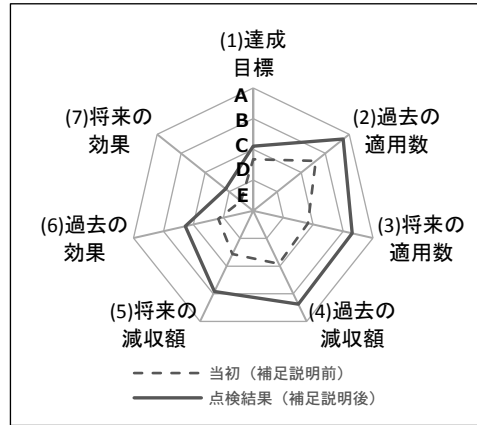 (1)達成
目標
A
B
C
D
E
(2)過去の
適用数
(3)将来の
適用数
(4)過去の
減収額
(5)将来の
減収額
(6)過去の
効果
(7)将来の
効果
当初（補足説明前）
点検結果（補足説明後）